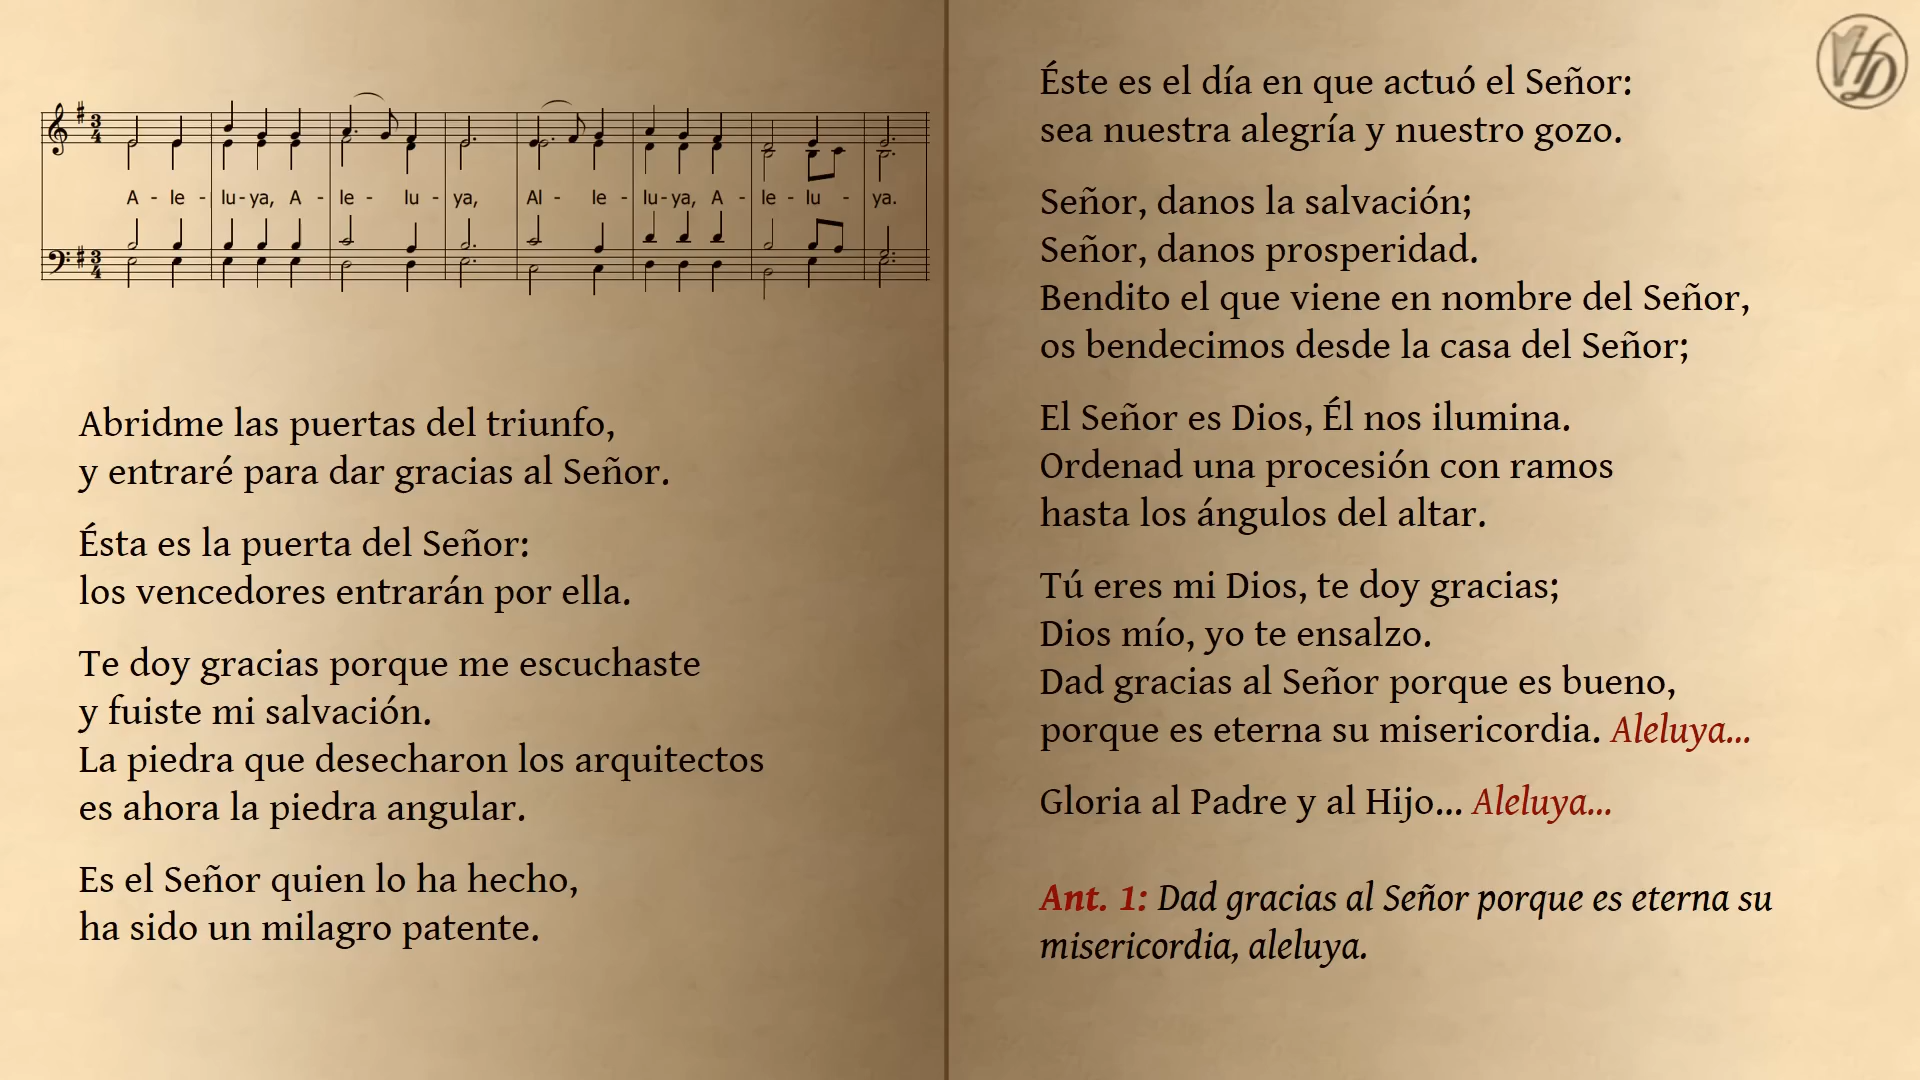 A - le - lu - ya, A - le - lu - ya, Al - le - lu - ya, A - le - lu - ya.
Abridme las puertas del triunfo,
y entraré para dar gracias al Señor.
Ésta es la puerta del Señor:
los vencedores entrarán por ella.
Te doy gracias porque me escuchaste
y fuiste mi salvación.
La piedra que desecharon los arquitectos
es ahora la piedra angular.
Es el Señor quien lo ha hecho,
ha sido un milagro patente.
HD
Éste es el día en que actuó el Señor:
sea nuestra alegría y nuestro gozo.
Señor, danos la salvación;
Señor, danos prosperidad.
Bendito el que viene en nombre del Señor,
os bendecimos desde la casa del Señor;
El Señor es Dios, Él nos ilumina.
Ordenad una procesión con ramos
hasta los ángulos del altar.
Tú eres mi Dios, te doy gracias;
Dios mío, yo te ensalzo.
Dad gracias al Señor porque es bueno,
porque es eterna su misericordia. Aleluya...
Gloria al Padre y al Hijo... Aleluya...
Ant. 1: Dad gracias al Señor porque es eterna su
misericordia, aleluya.